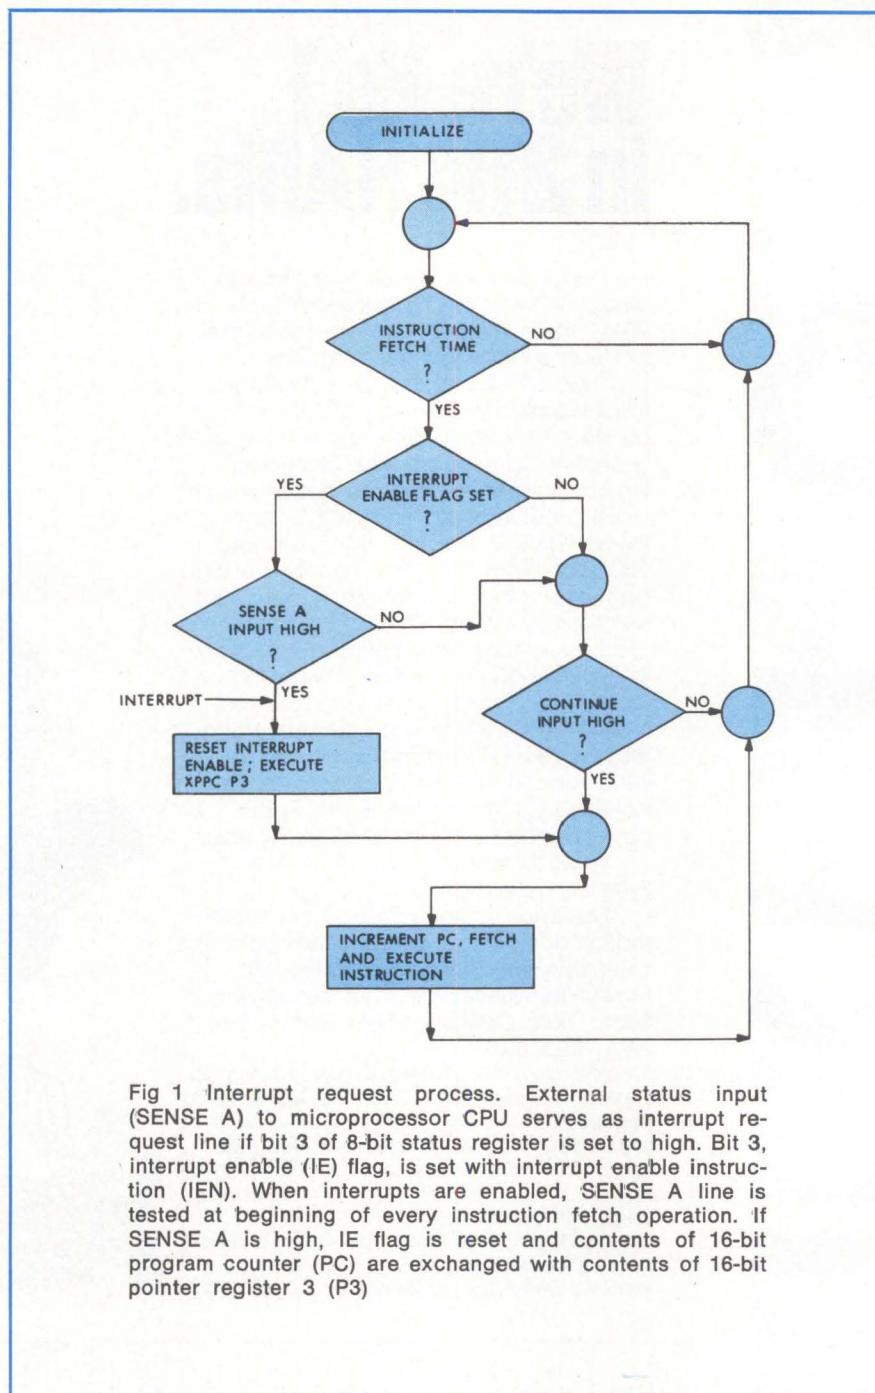 INITIALIZE
INSTRUCTION
FETCH TIME
?
NO
YES
INTERRUPT
ENABLE FLAG SET
?
YES
NO
SENSE A
INPUT HIGH
?
NO
YES
INTERRUPT
CONTINUE
INPUT HIGH
?
NO
YES
RESET INTERRUPT
ENABLE; EXECUTE
XPPC P3
INCREMENT PC, FETCH
AND EXECUTE
INSTRUCTION
Fig 1 Interrupt request process. External status input
(SENSE A) to microprocessor CPU serves as interrupt re-
quest line if bit 3 of 8-bit status register is set to high. Bit 3,
interrupt enable (IE) flag, is set with interrupt enable instruc-
tion (IEN). When interrupts are enabled, SENSE A line is
tested at beginning of every instruction fetch operation. If
SENSE A is high, IE flag is reset and contents of 16-bit
program counter (PC) are exchanged with contents of 16-bit
pointer register 3 (P3)